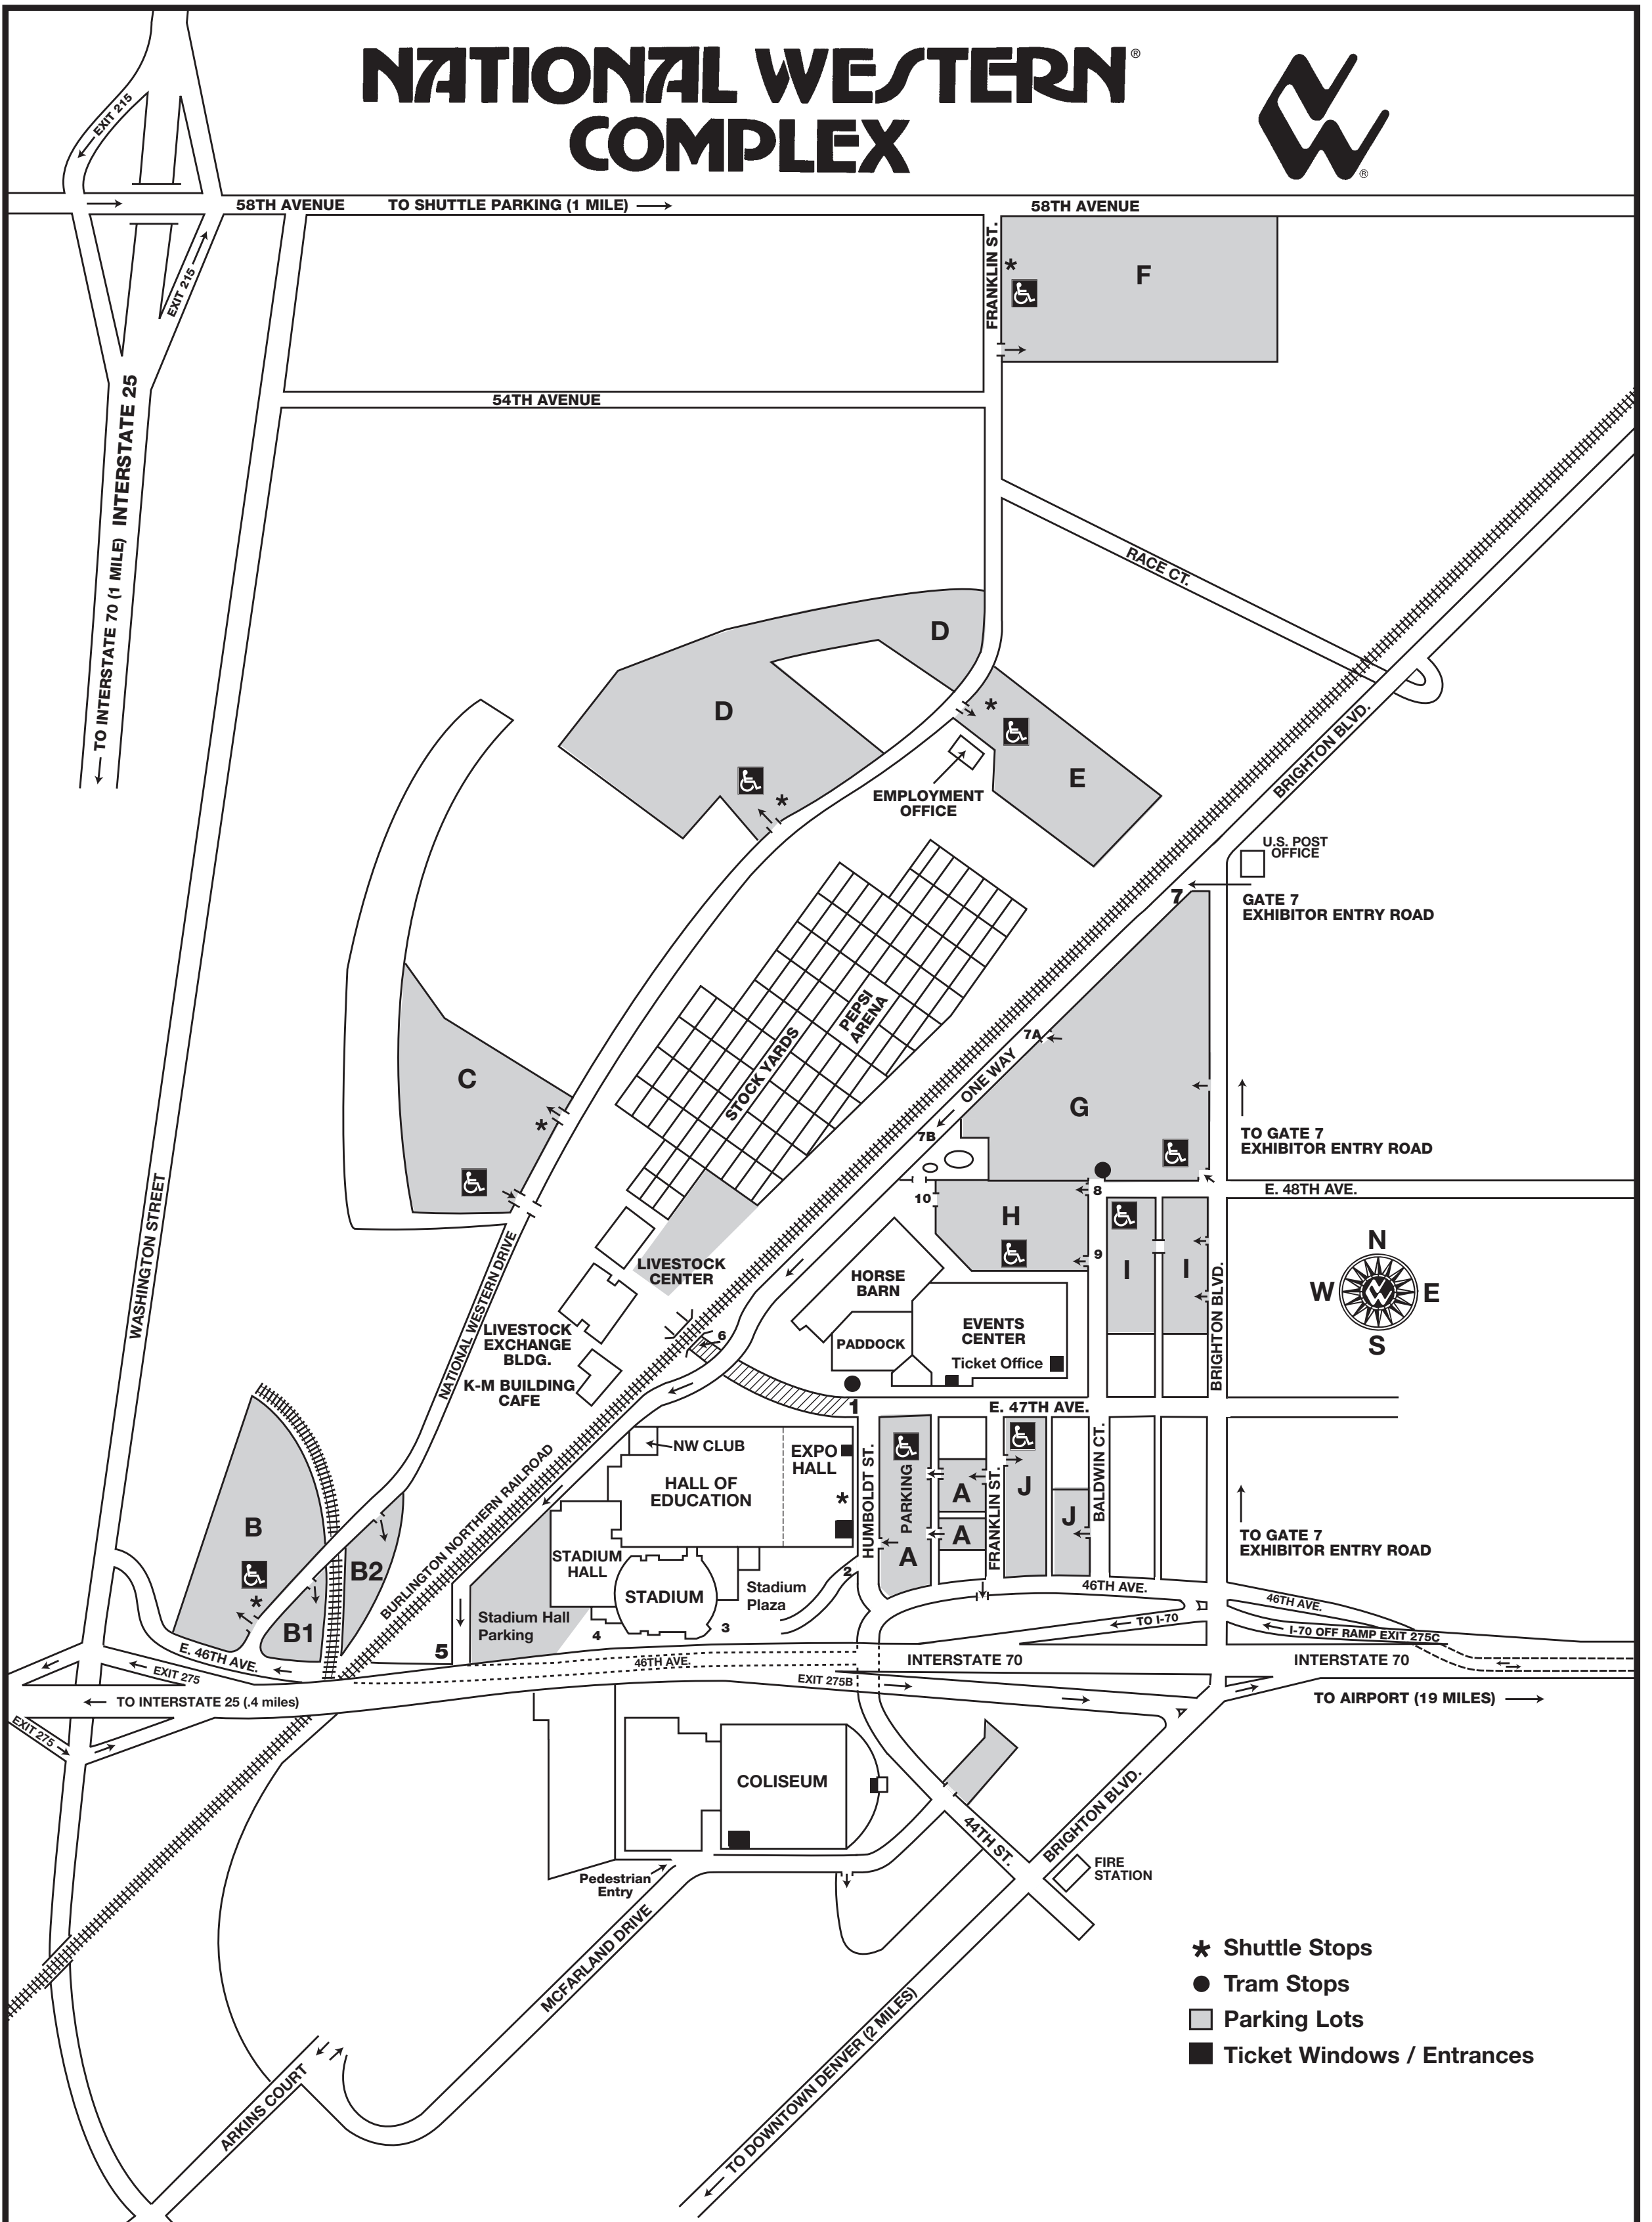 NATIONAL WESTERN®
COMPLEX
®
EXIT 215
58TH AVENUE
TO SHUTTLE PARKING (1 MILE)
58TH AVENUE
EXIT 215
FRANKLIN ST.
*
F
INTERSTATE 25
TO INTERSTATE 70 (1 MILE)
54TH AVENUE
RACE CT.
D
D
*
*
E
EMPLOYMENT
OFFICE
BRIGHTON BLVD.
U.S. POST
OFFICE
7
GATE 7
EXHIBITOR ENTRY ROAD
PEPSI
ARENA
STOCK YARDS
7A
ONE WAY
C
*
G
7B
TO GATE 7
EXHIBITOR ENTRY ROAD
WASHINGTON STREET
NATIONAL WESTERN DRIVE
8
E. 48TH AVE.
10
H
9
I
I
N
W
E
S
LIVESTOCK
CENTER
HORSE
BARN
BRIGHTON BLVD.
LIVESTOCK
EXCHANGE
BLDG.
6
PADDOCK
EVENTS
CENTER
Ticket Office
K-M BUILDING
CAFE
1
E. 47TH AVE.
NW CLUB
EXPO
HALL
HALL OF
EDUCATION
*
HUMBOLDT ST.
PARKING
A
A
A
FRANKLIN ST.
J
J
BALDWIN CT.
BURLINGTON NORTHERN RAILROAD
B
*
B2
B1
TO GATE 7
EXHIBITOR ENTRY ROAD
STADIUM
HALL
STADIUM
Stadium
Plaza
2
3
4
Stadium Hall
Parking
5
46TH AVE.
46TH AVE.
TO I-70
I-70 OFF RAMP EXIT 275C
E. 46TH AVE.
EXIT 275
46TH AVE.
INTERSTATE 70
INTERSTATE 70
EXIT 275B
TO INTERSTATE 25 (.4 miles)
TO AIRPORT (19 MILES)
EXIT 275
COLISEUM
44TH ST.
BRIGHTON BLVD.
FIRE
STATION
Pedestrian
Entry
MCFARLAND DRIVE
ARKINS COURT
TO DOWNTOWN DENVER (2 MILES)
* Shuttle Stops
Tram Stops
Parking Lots
Ticket Windows / Entrances